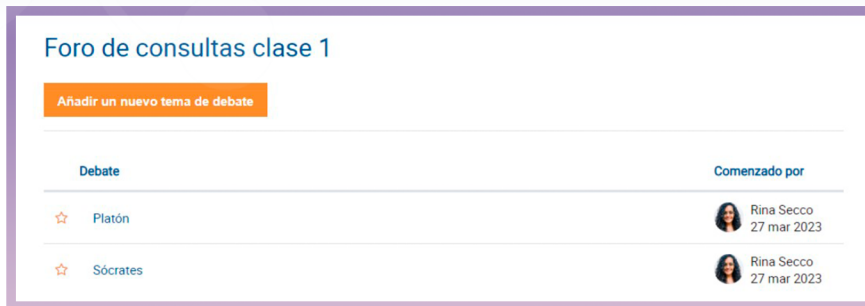 Foro de consultas clase 1
Añadir un nuevo tema de debate
Debate Comenzado por
Platón Rina Secco
27 mar 2023
Sócrates Rina Secco
27 mar 2023